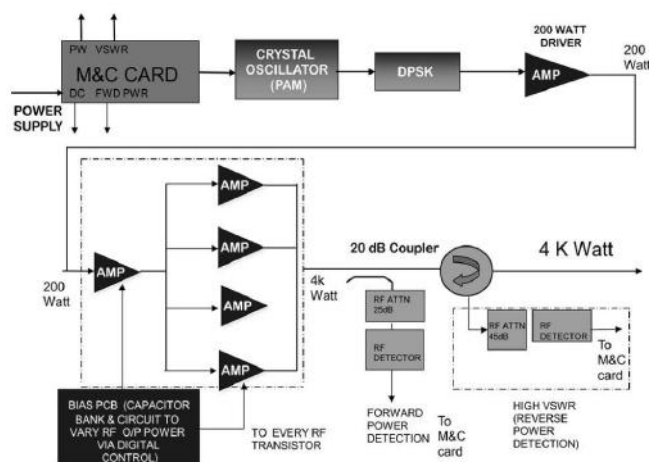 PW VSWR
M&C CARD
DC FWD PWR
POWER
SUPPLY
CRYSTAL
OSCILLATOR
(PAM)
DPSK
200 WATT
DRIVER
AMP
200
Watt
200
Watt
AMP
AMP
AMP
AMP
AMP
4k
Watt
20 dB Coupler
4 K Watt
RF ATTN
25dB
RF
DETECTOR
FORWARD
POWER
DETECTION
To
M&C
card
RF ATTN
45dB
RF
DETECTOR
To
M&C
card
HIGH VSWR
(REVERSE
POWER
DETECTION)
BIAS PCB (CAPACITOR
BANK & CIRCUIT TO
VARY RF O/P POWER
VIA DIGITAL
CONTROL)
TO EVERY RF
TRANSISTOR